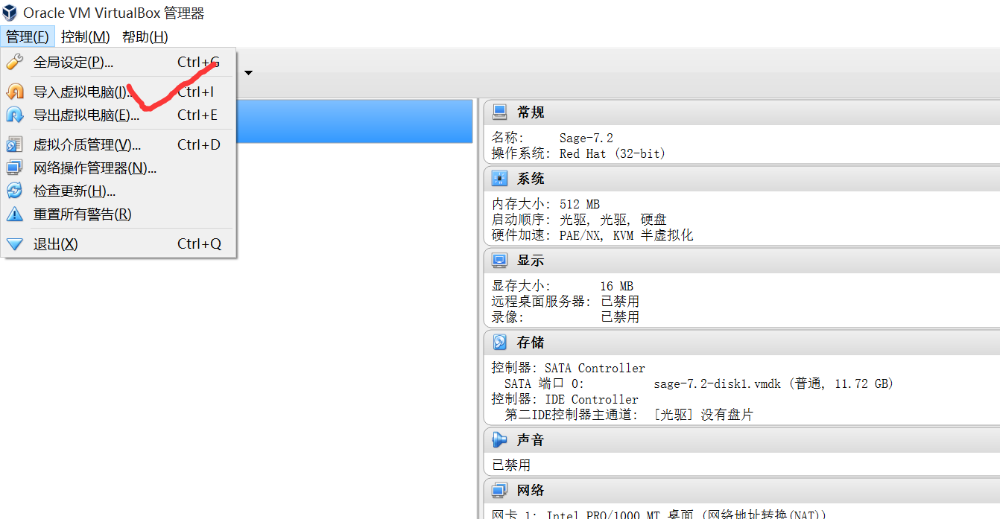 Oracle VM VirtualBox 管理器
管理(F) 控制(M) 帮助(H)
全局设定(P)... Ctrl+G
导入虚拟电脑(I)... Ctrl+I
导出虚拟电脑(E)... Ctrl+E
虚拟介质管理(V)... Ctrl+D
网络操作管理器(N)...
检查更新(H)...
重置所有警告(R)
退出(X) Ctrl+Q
常规
名称: Sage-7.2
操作系统: Red Hat (32-bit)
系统
内存大小: 512 MB
启动顺序: 光驱, 光驱, 硬盘
硬件加速: PAE/NX, KVM 半虚拟化
显示
显存大小: 16 MB
远程桌面服务器: 已禁用
录像: 已禁用
存储
控制器: SATA Controller
SATA 端口 0: sage-7.2-disk1.vmdk (普通, 11.72 GB)
控制器: IDE Controller
第二IDE控制器主通道: [光驱] 没有盘片
声音
已禁用
网络
网卡 1: Intel PRO/1000 MT 桌面 (网络地址转换(NAT))